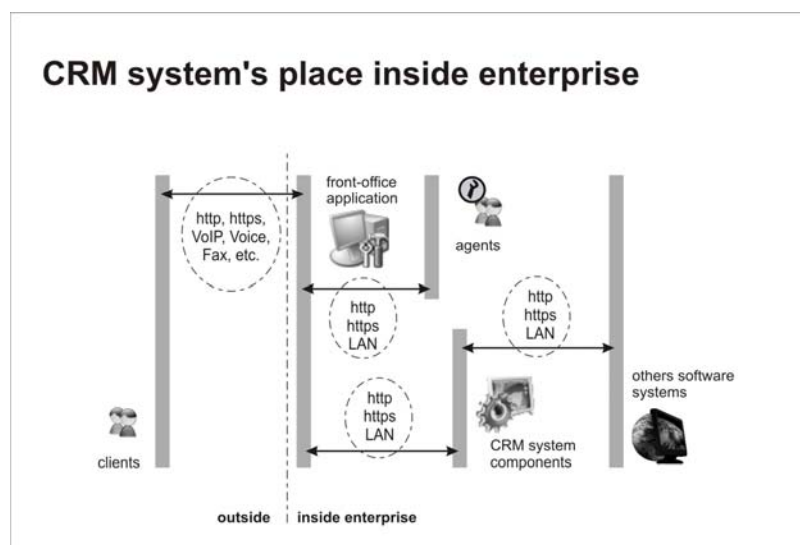 CRM system's place inside enterprise
front-office
application
http, https,
VoIP, Voice,
Fax, etc.
agents
http
https
LAN
http
https
LAN
others software
systems
http
https
LAN
clients
CRM system
components
outside
inside enterprise